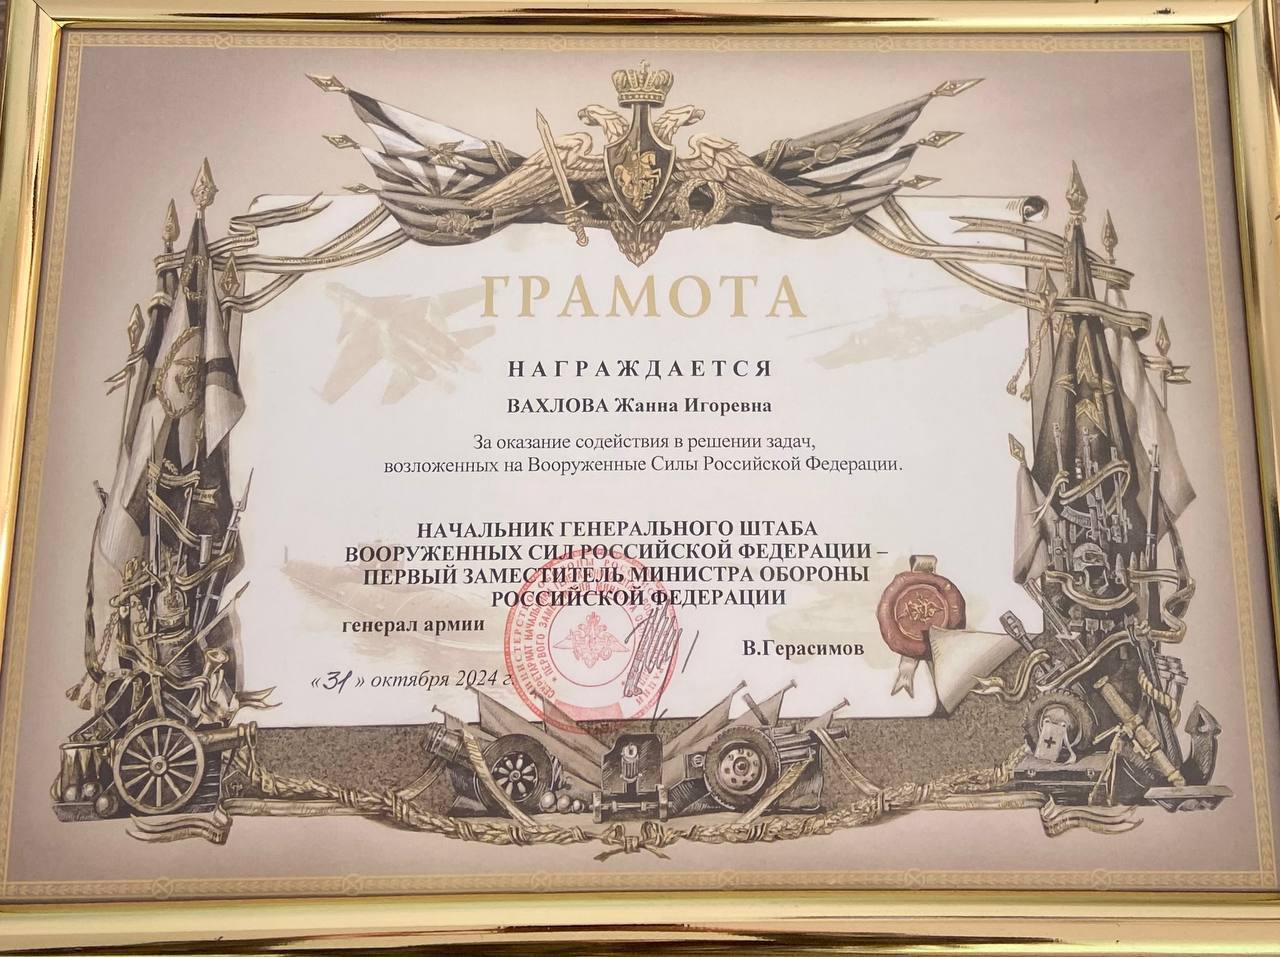 ГРАМОТА
НАГРАЖДАЕТСЯ
ВАХЛОВА Жанна Игоревна
За оказание содействия в решении задач,
возложенных на Вооруженные Силы Российской Федерации.
НАЧАЛЬНИК ГЕНЕРАЛЬНОГО ШТАБА
ВООРУЖЕННЫХ СИЛ РОССИЙСКОЙ ФЕДЕРАЦИИ –
ПЕРВЫЙ ЗАМЕСТИТЕЛЬ МИНИСТРА ОБОРОНЫ
РОССИЙСКОЙ ФЕДЕРАЦИИ
генерал армии
В.Герасимов
«31» октября 2024 г.